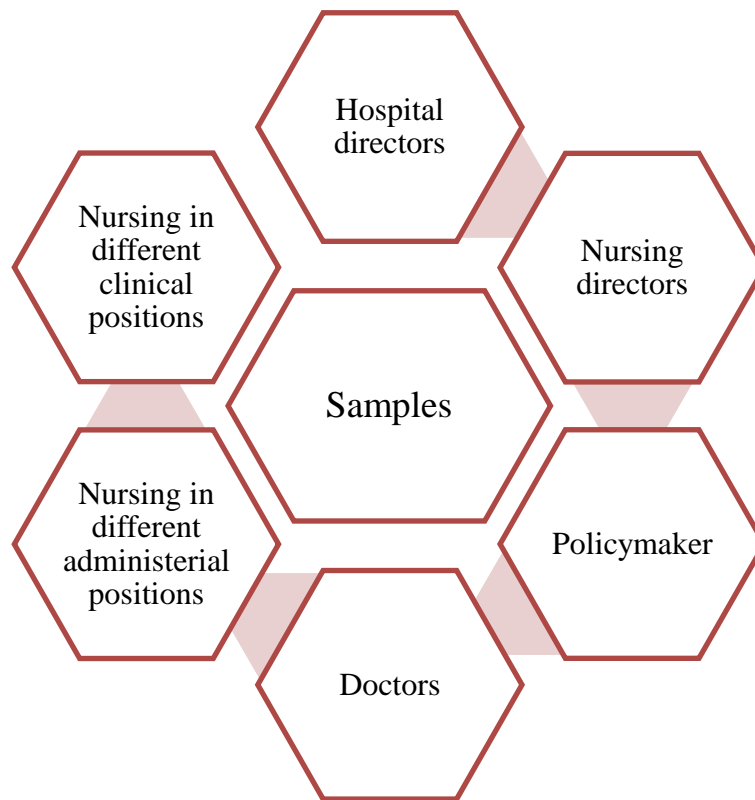 Hospital
directors
Nursing
directors
Policymaker
Doctors
Nursing in
different
administerial
positions
Nursing in
different
clinical
positions
Samples